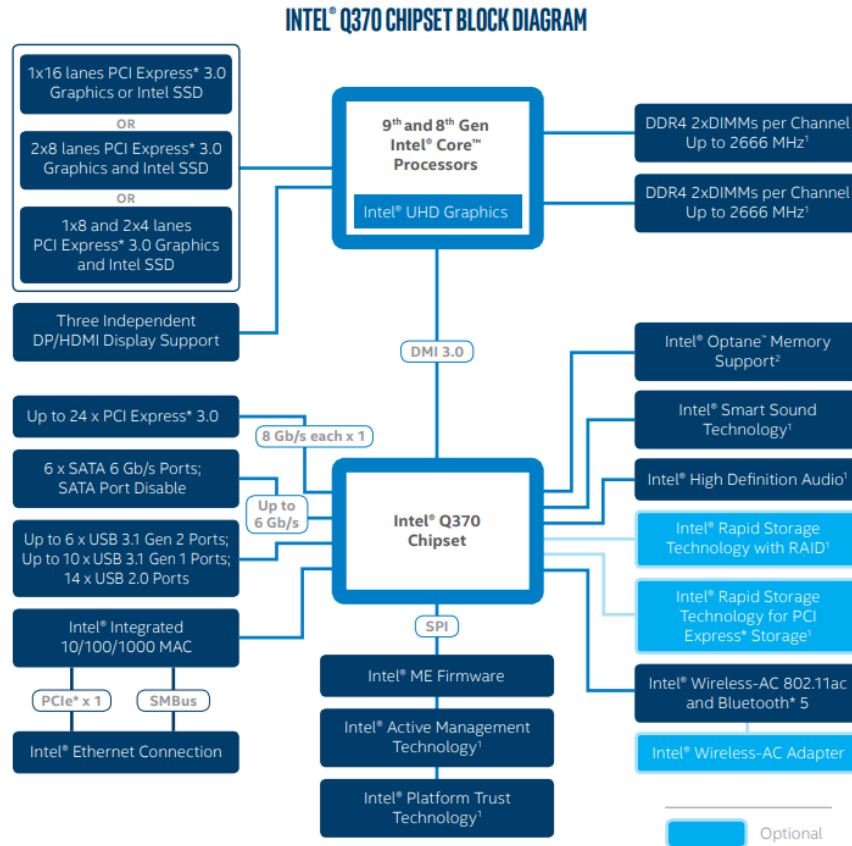 INTEL® Q370 CHIPSET BLOCK DIAGRAM
1x16 lanes PCI Express* 3.0
Graphics or Intel SSD
OR
2x8 lanes PCI Express* 3.0
Graphics and Intel SSD
OR
1x8 and 2x4 lanes
PCI Express* 3.0 Graphics
and Intel SSD
Three Independent
DP/HDMI Display Support
9th and 8th Gen
Intel® Core™
Processors
Intel® UHD Graphics
DDR4 2xDIMMs per Channel
Up to 2666 MHz¹
DDR4 2xDIMMs per Channel
Up to 2666 MHz¹
DMI 3.0
Up to 24 x PCI Express* 3.0
8 Gb/s each x 1
6 x SATA 6 Gb/s Ports;
SATA Port Disable
Up to
6 Gb/s
Up to 6 x USB 3.1 Gen 2 Ports;
Up to 10 x USB 3.1 Gen 1 Ports;
14 x USB 2.0 Ports
Intel® Integrated
10/100/1000 MAC
PCIe* x 1
SMBus
Intel® Ethernet Connection
Intel® Q370
Chipset
SPI
Intel® ME Firmware
Intel® Active Management
Technology¹
Intel® Platform Trust
Technology¹
Intel® Optane™ Memory
Support²
Intel® Smart Sound
Technology¹
Intel® High Definition Audio¹
Intel® Rapid Storage
Technology with RAID¹
Intel® Rapid Storage
Technology for PCI
Express* Storage¹
Intel® Wireless-AC 802.11ac
and Bluetooth* 5
Intel® Wireless-AC Adapter
Optional